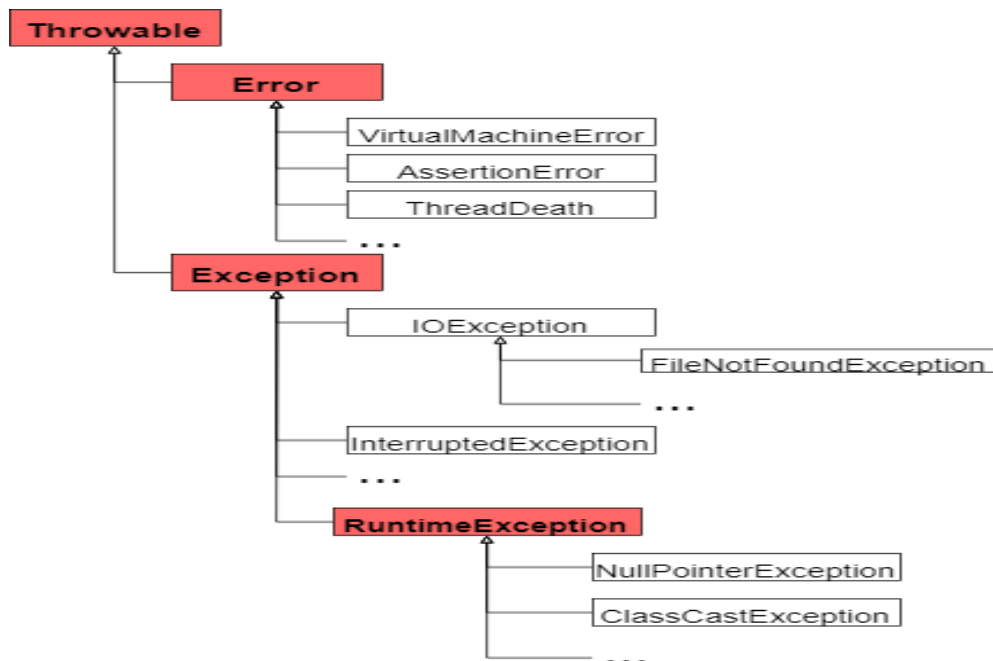 Throwable
Error
VirtualMachineError
AssertionError
ThreadDeath
...
Exception
IOException
FileNotFoundException
...
InterruptedException
...
RuntimeException
NullPointerException
ClassCastException
...